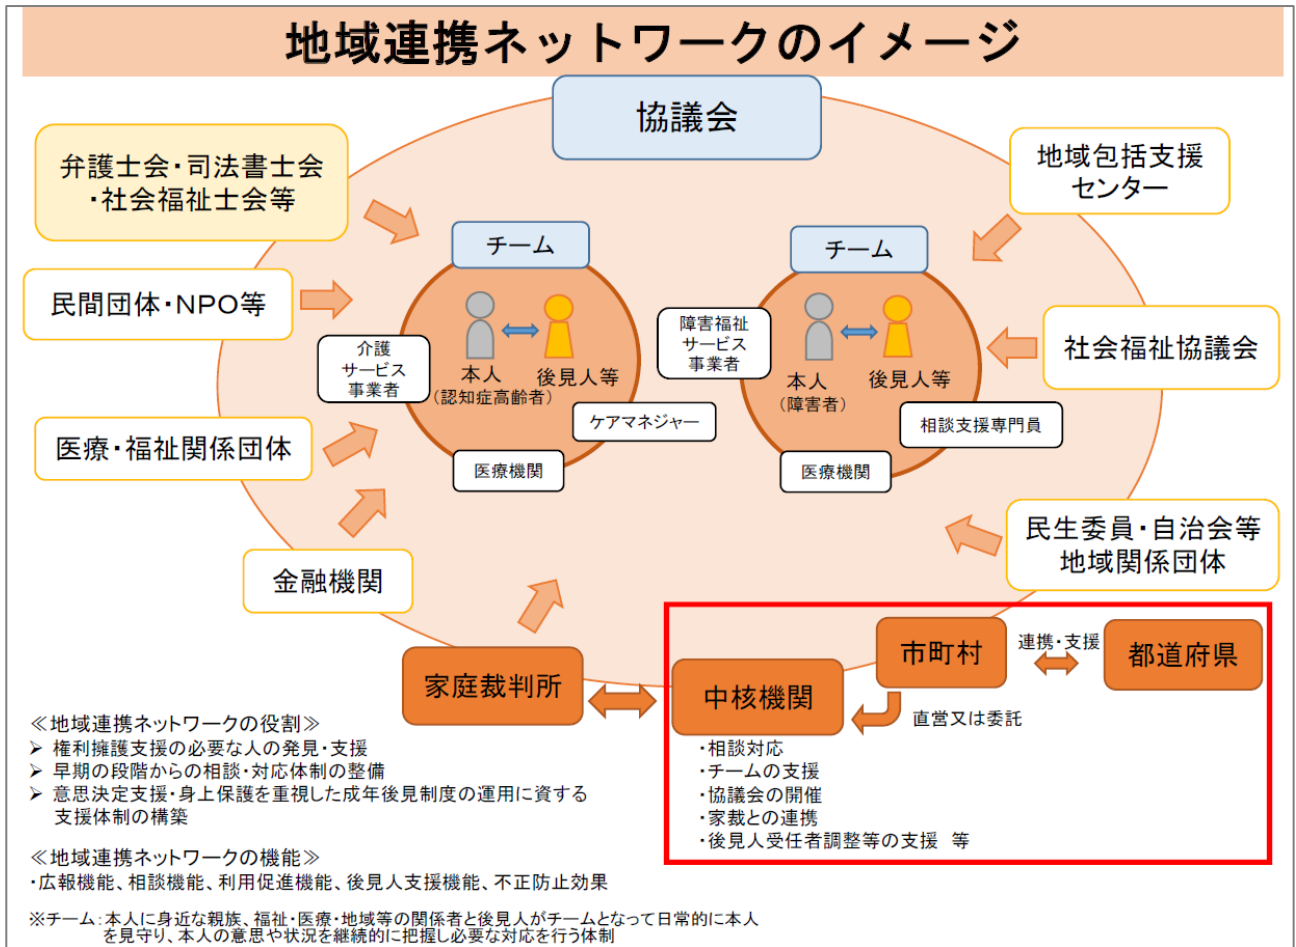 地域連携ネットワークのイメージ
協議会
弁護士会・司法書士会
・社会福祉士会等
地域包括支援
センター
チーム
チーム
民間団体・NPO等
障害福祉
サービス
事業者
社会福祉協議会
介護
サービス
事業者
本人
(認知症高齢者)
後見人等
本人
(障害者)
後見人等
ケアマネジャー
相談支援専門員
医療・福祉関係団体
医療機関
医療機関
民生委員・自治会等
地域関係団体
金融機関
家庭裁判所
中核機関
市町村
連携・支援
都道府県
直営又は委託
・相談対応
・チームの支援
・協議会の開催
・家裁との連携
・後見人受任者調整等の支援 等
≪地域連携ネットワークの役割≫
➢ 権利擁護支援の必要な人の発見・支援
➢ 早期の段階からの相談・対応体制の整備
➢ 意思決定支援・身上保護を重視した成年後見制度の運用に資する
支援体制の構築
≪地域連携ネットワークの機能≫
・広報機能、相談機能、利用促進機能、後見人支援機能、不正防止効果
※チーム:本人に身近な親族、福祉・医療・地域等の関係者と後見人がチームとなって日常的に本人
を見守り、本人の意思や状況を継続的に把握し必要な対応を行う体制